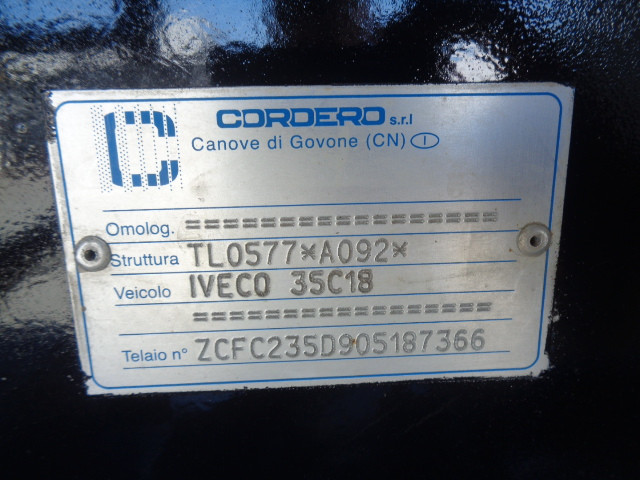 CORDERO s.r.l
Canove di Govone (CN) I
Omolog. =================
Struttura TL0577*A092*
Veicolo IVECO 35C18
=================
Telaio n° ZCFC235D905187366